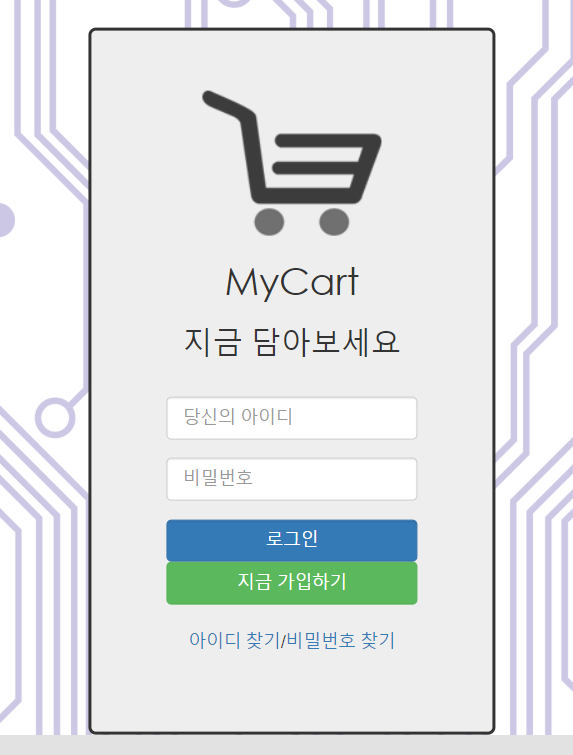 MyCart
지금 담아보세요
당신의 아이디
비밀번호
로그인
지금 가입하기
아이디 찾기/비밀번호 찾기